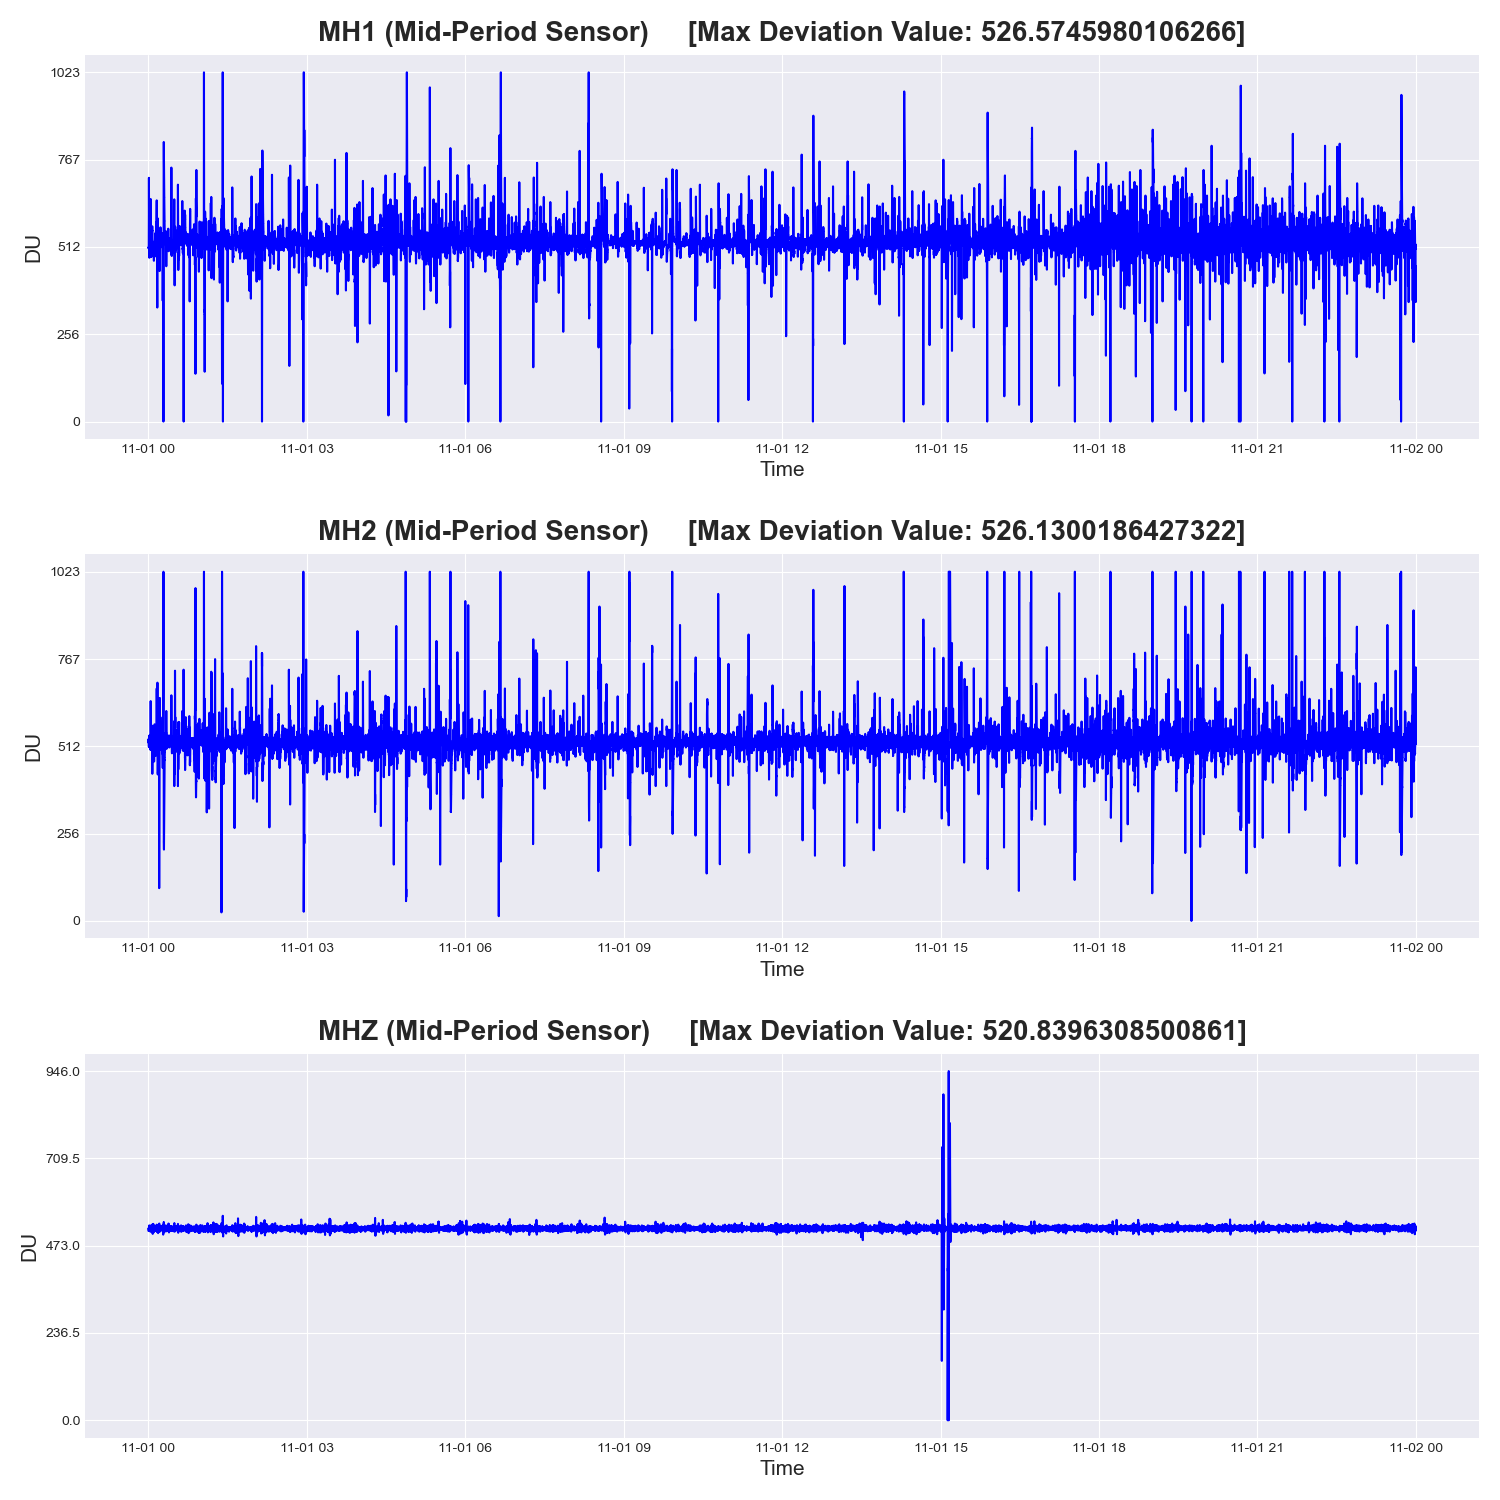 MH1 (Mid-Period Sensor) [Max Deviation Value: 526.5745980106266]
1023
767
512
256
0
DU
11-01 00 11-01 03 11-01 06 11-01 09 11-01 12 11-01 15 11-01 18 11-01 21 11-02 00
Time
MH2 (Mid-Period Sensor) [Max Deviation Value: 526.1300186427322]
1023
767
512
256
0
DU
11-01 00 11-01 03 11-01 06 11-01 09 11-01 12 11-01 15 11-01 18 11-01 21 11-02 00
Time
MHZ (Mid-Period Sensor) [Max Deviation Value: 520.8396308500861]
946.0
709.5
473.0
236.5
0.0
DU
11-01 00 11-01 03 11-01 06 11-01 09 11-01 12 11-01 15 11-01 18 11-01 21 11-02 00
Time